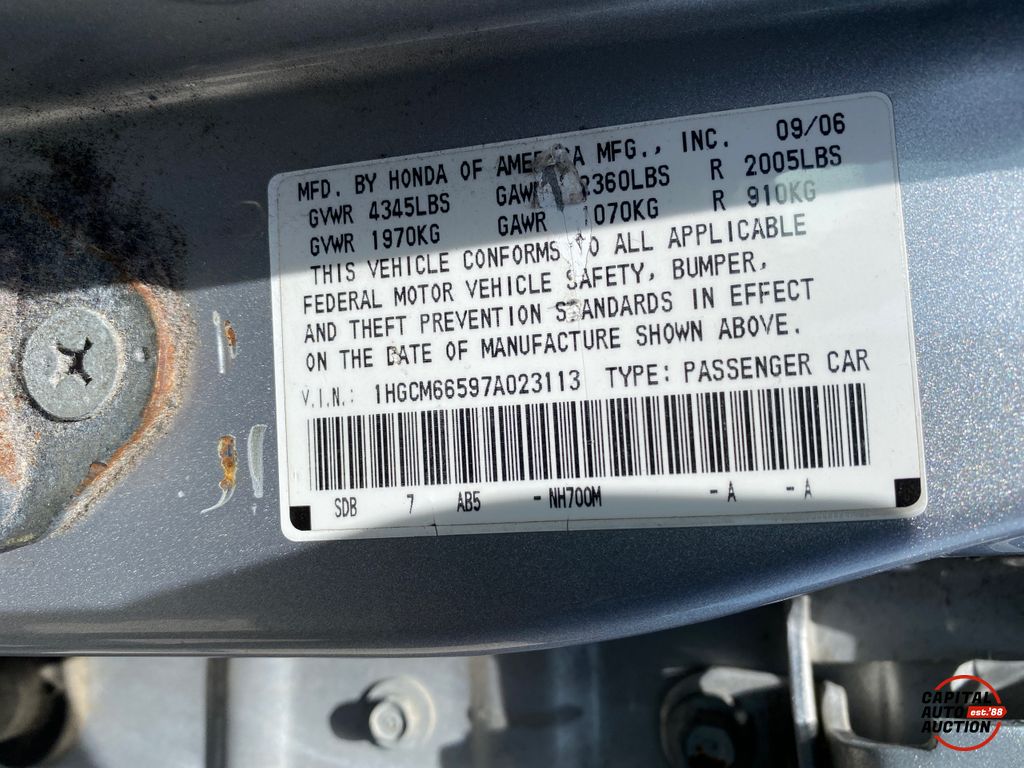 MFD. BY HONDA OF AMERICA MFG., INC. 09/06
GVWR 4345LBS GAWR 2360LBS R 2005LBS
GVWR 1970KG GAWR 1070KG R 910KG
THIS VEHICLE CONFORMS TO ALL APPLICABLE
FEDERAL MOTOR VEHICLE SAFETY, BUMPER,
AND THEFT PREVENTION STANDARDS IN EFFECT
ON THE DATE OF MANUFACTURE SHOWN ABOVE.
V.I.N.: 1HGCM66597A023113 TYPE: PASSENGER CAR
SDB 7 AB5 - NH700M - A - A
CAPITAL
AUTO est.'88
AUCTION